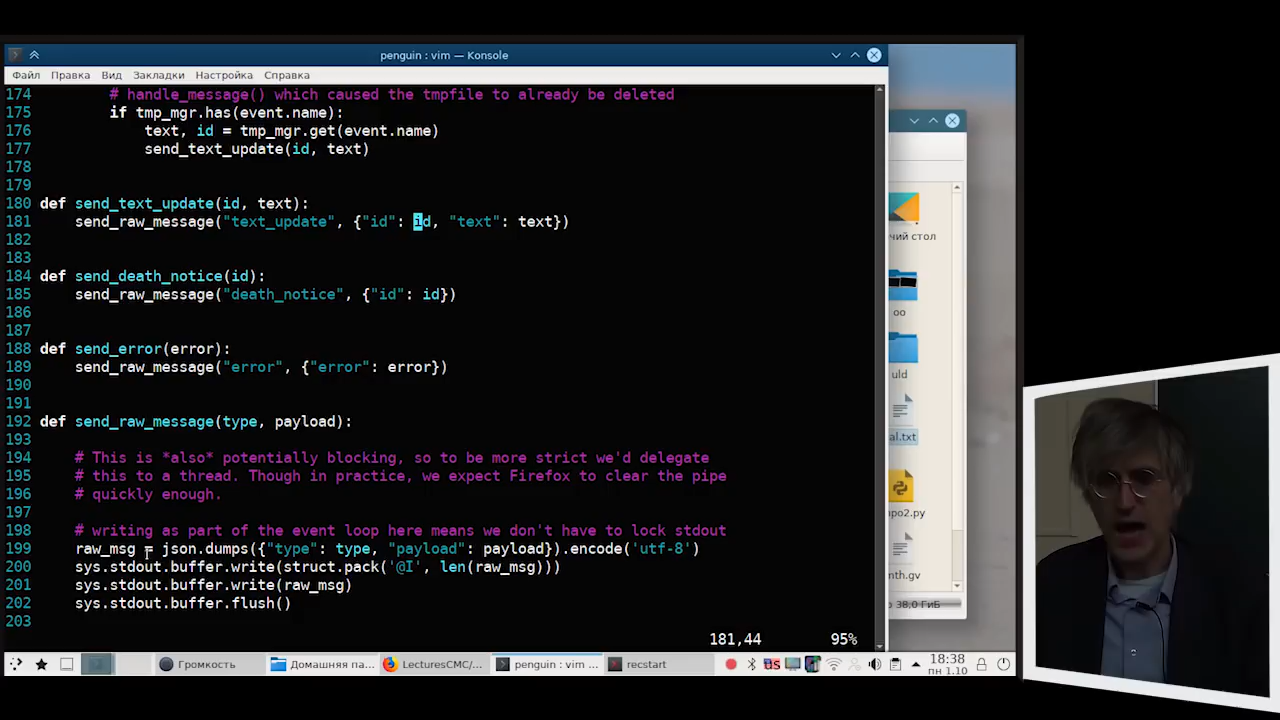 penguin : vim — Konsole
Файл Правка Вид Закладки Настройка Справка
174 # handle_message() which caused the tmpfile to already be deleted
175 if tmp_mgr.has(event.name):
176 text, id = tmp_mgr.get(event.name)
177 send_text_update(id, text)
178
179
180 def send_text_update(id, text):
181 send_raw_message("text_update", {"id": id, "text": text})
182
183
184 def send_death_notice(id):
185 send_raw_message("death_notice", {"id": id})
186
187
188 def send_error(error):
189 send_raw_message("error", {"error": error})
190
191
192 def send_raw_message(type, payload):
193
194 # This is *also* potentially blocking, so to be more strict we'd delegate
195 # this to a thread. Though in practice, we expect Firefox to clear the pipe
196 # quickly enough.
197
198 # writing as part of the event loop here means we don't have to lock stdout
199 raw_msg = json.dumps({"type": type, "payload": payload}).encode('utf-8')
200 sys.stdout.buffer.write(struct.pack('@I', len(raw_msg)))
201 sys.stdout.buffer.write(raw_msg)
202 sys.stdout.buffer.flush()
203
181,44 95%
чий стол
oo
uld
al.txt
npo2.py
nth.gv
о 38,0 ГиБ
Громкость
Домашняя па...
LecturesCMC/...
penguin : vim ...
recstart
US
18:38
пн 1.10